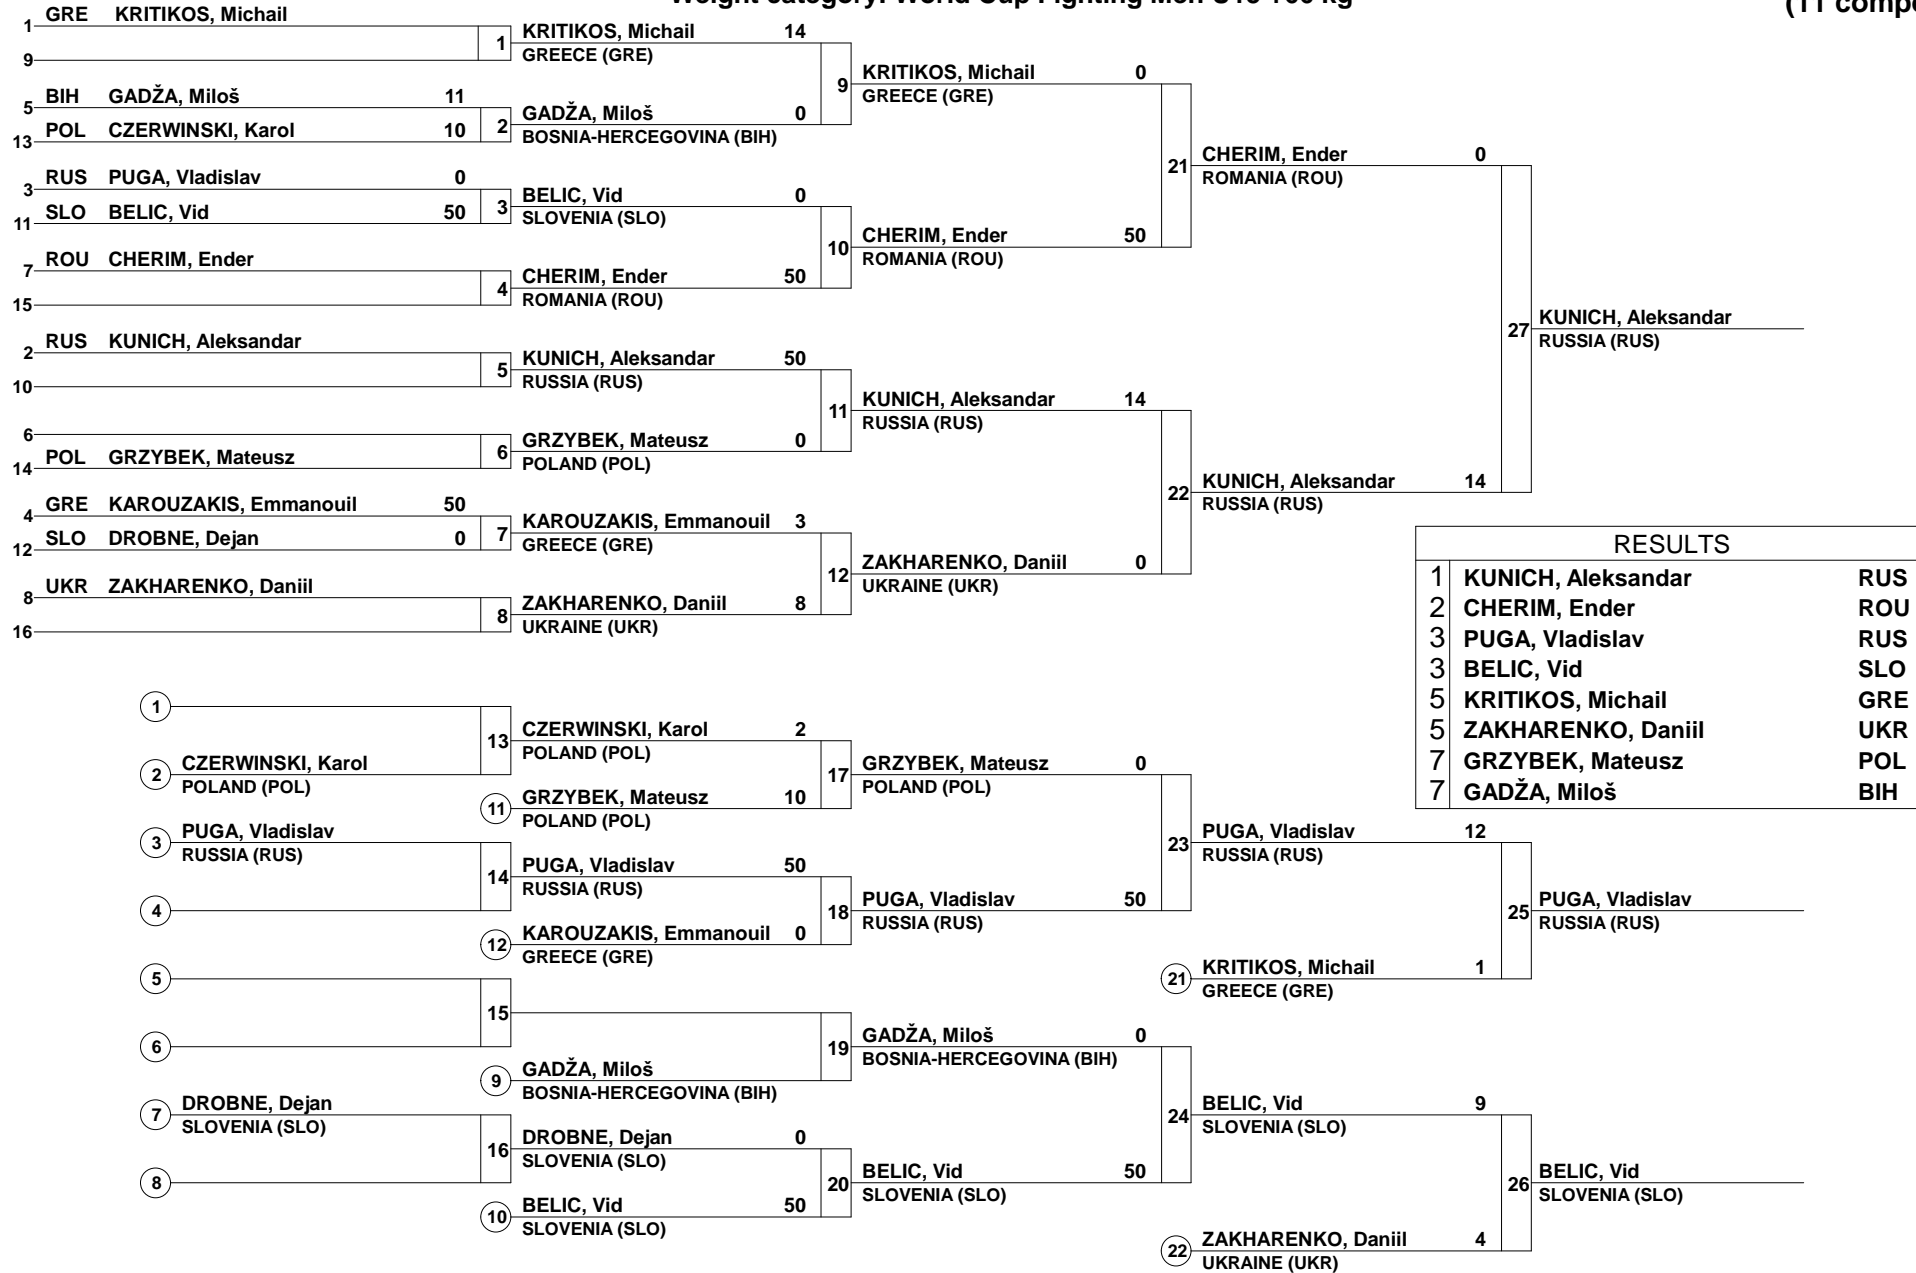 (11 compe
1 GRE KRITIKOS, Michail
9
1 KRITIKOS, Michail 14
GREECE (GRE)
5 BIH GADŽA, Miloš 11
13 POL CZERWINSKI, Karol 10
2 GADŽA, Miloš 0
BOSNIA-HERCEGOVINA (BIH)
3 RUS PUGA, Vladislav 0
11 SLO BELIC, Vid 50
3 BELIC, Vid 0
SLOVENIA (SLO)
7 ROU CHERIM, Ender
15
4 CHERIM, Ender 50
ROMANIA (ROU)
2 RUS KUNICH, Aleksandar
10
5 KUNICH, Aleksandar 50
RUSSIA (RUS)
6
14 POL GRZYBEK, Mateusz
6 GRZYBEK, Mateusz 0
POLAND (POL)
4 GRE KAROUZAKIS, Emmanouil 50
12 SLO DROBNE, Dejan 0
7 KAROUZAKIS, Emmanouil 3
GREECE (GRE)
8 UKR ZAKHARENKO, Daniil
16
8 ZAKHARENKO, Daniil 8
UKRAINE (UKR)
9 KRITIKOS, Michail 0
GREECE (GRE)
10 CHERIM, Ender 50
ROMANIA (ROU)
11 KUNICH, Aleksandar 14
RUSSIA (RUS)
12 ZAKHARENKO, Daniil 0
UKRAINE (UKR)
21 CHERIM, Ender 0
ROMANIA (ROU)
22 KUNICH, Aleksandar 14
RUSSIA (RUS)
27 KUNICH, Aleksandar
RUSSIA (RUS)
RESULTS
1 KUNICH, Aleksandar RUS
2 CHERIM, Ender ROU
3 PUGA, Vladislav RUS
3 BELIC, Vid SLO
5 KRITIKOS, Michail GRE
5 ZAKHARENKO, Daniil UKR
7 GRZYBEK, Mateusz POL
7 GADŽA, Miloš BIH
1
2 CZERWINSKI, Karol
POLAND (POL)
13 CZERWINSKI, Karol 2
POLAND (POL)
11 GRZYBEK, Mateusz 10
POLAND (POL)
3 PUGA, Vladislav
RUSSIA (RUS)
4
14 PUGA, Vladislav 50
RUSSIA (RUS)
12 KAROUZAKIS, Emmanouil 0
GREECE (GRE)
5
6
15
9 GADŽA, Miloš
BOSNIA-HERCEGOVINA (BIH)
7 DROBNE, Dejan
SLOVENIA (SLO)
8
16 DROBNE, Dejan 0
SLOVENIA (SLO)
10 BELIC, Vid 50
SLOVENIA (SLO)
17 GRZYBEK, Mateusz 0
POLAND (POL)
18 PUGA, Vladislav 50
RUSSIA (RUS)
19 GADŽA, Miloš 0
BOSNIA-HERCEGOVINA (BIH)
20 BELIC, Vid 50
SLOVENIA (SLO)
23 PUGA, Vladislav 12
RUSSIA (RUS)
21 KRITIKOS, Michail 1
GREECE (GRE)
24 BELIC, Vid 9
SLOVENIA (SLO)
22 ZAKHARENKO, Daniil 4
UKRAINE (UKR)
25 PUGA, Vladislav
RUSSIA (RUS)
26 BELIC, Vid
SLOVENIA (SLO)